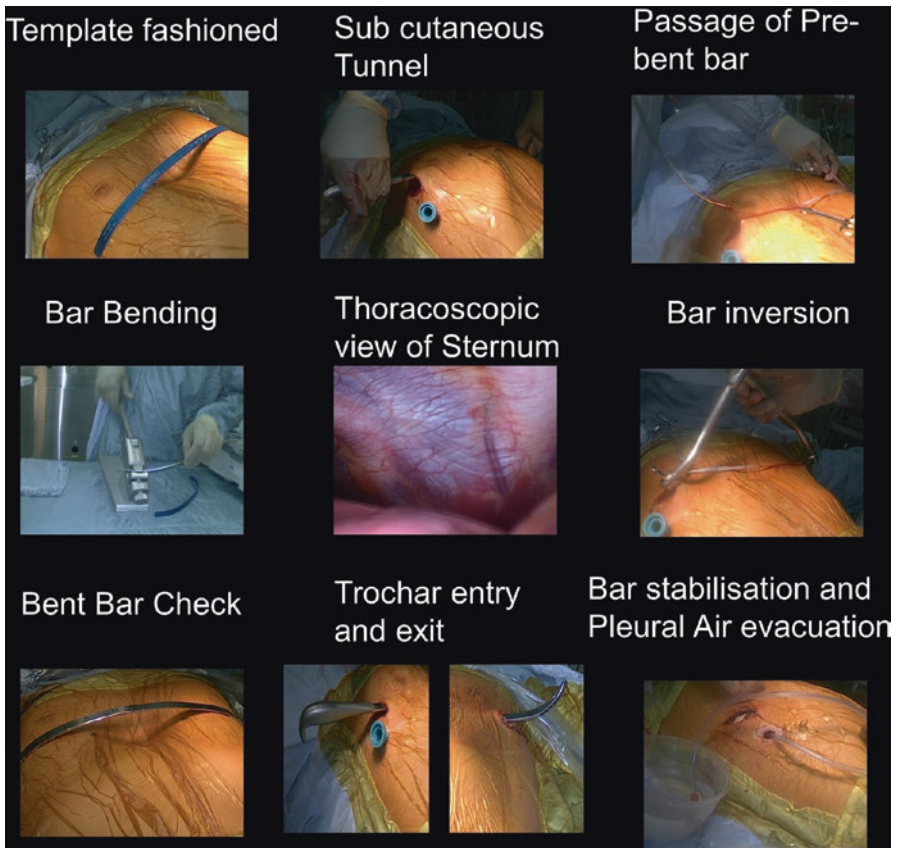 Template fashioned
Sub cutaneous
Tunnel
Passage of Pre-
bent bar
Bar Bending
Thoracoscopic
view of Sternum
Bar inversion
Bent Bar Check
Trochar entry
and exit
Bar stabilisation and
Pleural Air evacuation